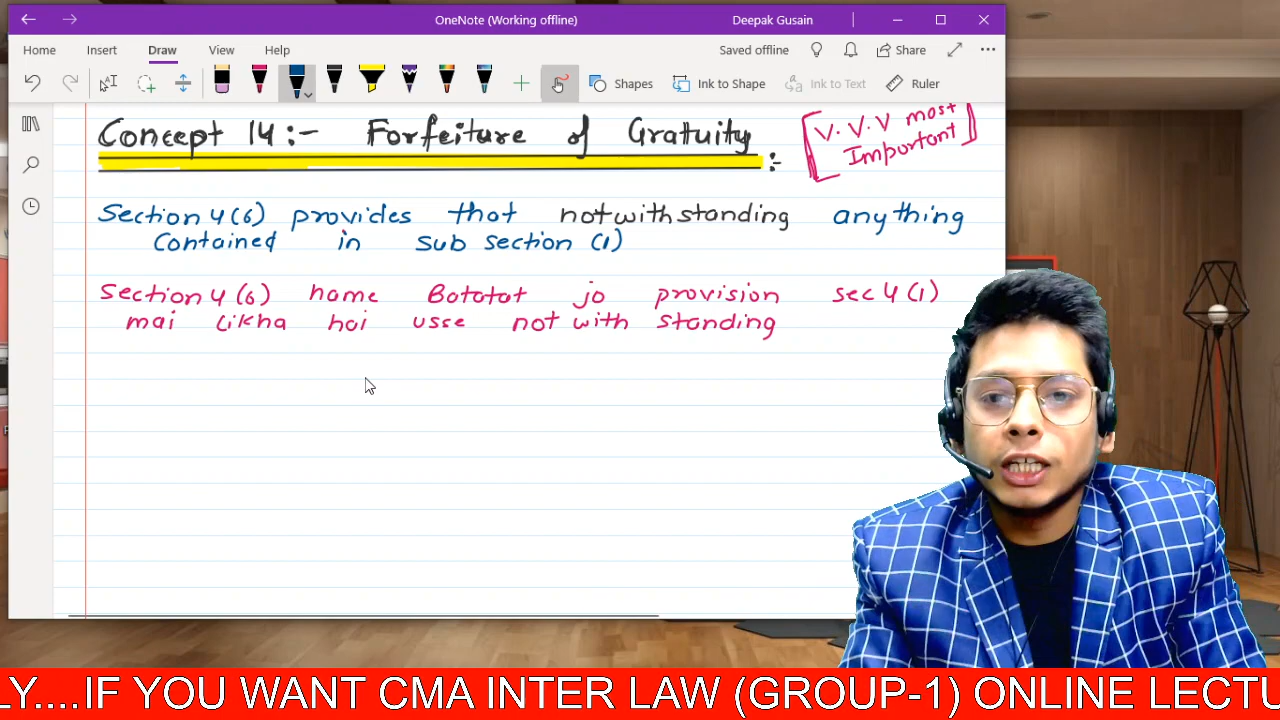 OneNote (Working offline)
Deepak Gusain
Home Insert Draw View Help
Saved offline
Share
Shapes
Ink to Shape
Ink to Text
Ruler
Concept 14:- Forfeiture of Gratuity :-
[V. V. V most
Important]
Section 4(6) provides that notwithstanding anything
contained in sub section (1)
Section 4(6) hame Batatat jo provision sec 4(1)
mai likha hai usse not with standing
LY....IF YOU WANT CMA INTER LAW (GROUP-1) ONLINE LECTU